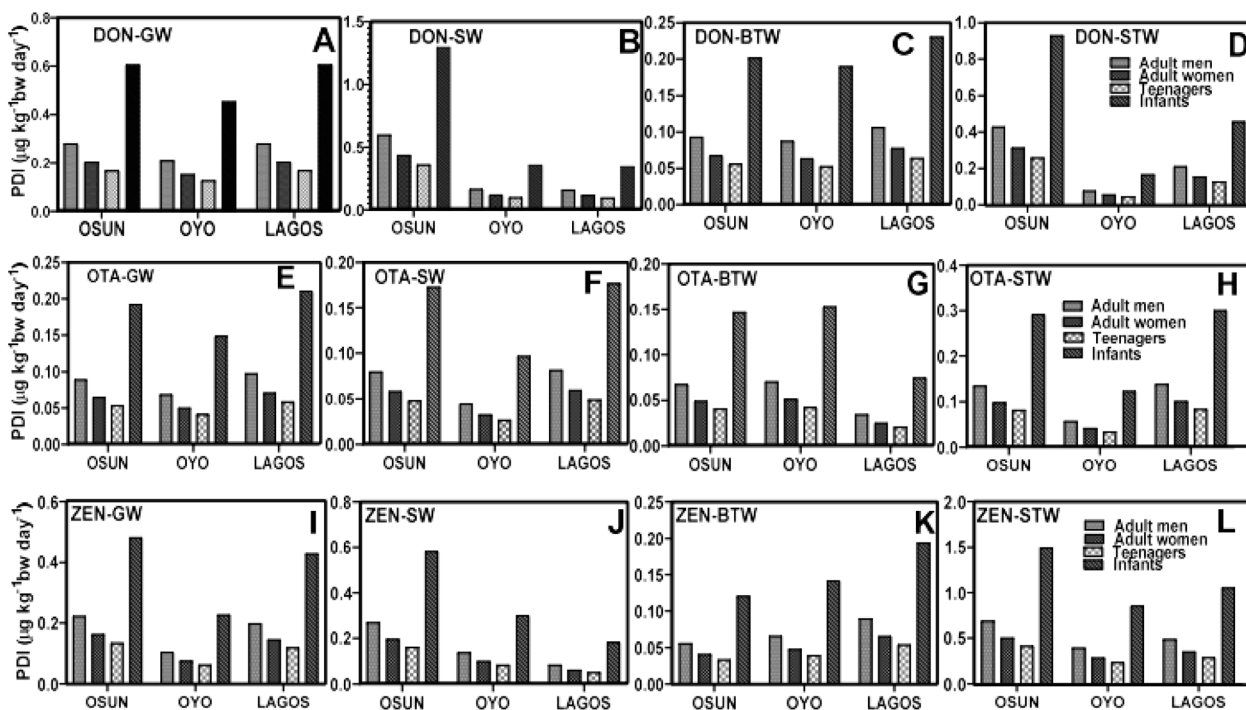 DON-GW A
0.8
0.6
0.4
0.2
0.0
PDI (µg kg⁻¹bw day⁻¹)
OSUN OYO LAGOS
DON-SW B
1.5
1.0
0.5
0.0
OSUN OYO LAGOS
DON-BTW C
0.25
0.20
0.15
0.10
0.05
0.00
OSUN OYO LAGOS
DON-STW D
1.0
0.8
0.6
0.4
0.2
0.0
Adult men
Adult women
Teenagers
Infants
OSUN OYO LAGOS
OTA-GW E
0.25
0.20
0.15
0.10
0.05
0.00
PDI (µg kg⁻¹bw day⁻¹)
OSUN OYO LAGOS
OTA-SW F
0.20
0.15
0.10
0.05
0.00
OSUN OYO LAGOS
OTA-BTW G
0.20
0.15
0.10
0.05
0.00
OSUN OYO LAGOS
OTA-STW H
0.4
0.3
0.2
0.1
0.0
Adult men
Adult women
Teenagers
Infants
OSUN OYO LAGOS
ZEN-GW I
0.6
0.4
0.2
0.0
PDI (µg kg⁻¹bw day⁻¹)
OSUN OYO LAGOS
ZEN-SW J
0.8
0.6
0.4
0.2
0.0
OSUN OYO LAGOS
ZEN-BTW K
0.25
0.20
0.15
0.10
0.05
0.00
OSUN OYO LAGOS
ZEN-STW L
2.0
1.5
1.0
0.5
0.0
Adult men
Adult women
Teenagers
Infants
OSUN OYO LAGOS